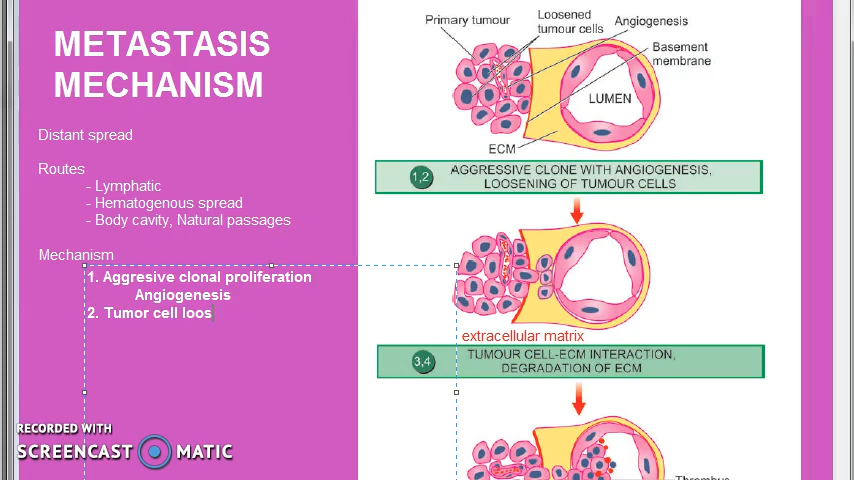 METASTASIS
MECHANISM
Distant spread
Routes
- Lymphatic
- Hematogenous spread
- Body cavity, Natural passages
Mechanism
1. Aggresive clonal proliferation
Angiogenesis
2. Tumor cell loos
Primary tumour
Loosened
tumour cells
Angiogenesis
Basement
membrane
LUMEN
ECM
1,2
AGGRESSIVE CLONE WITH ANGIOGENESIS,
LOOSENING OF TUMOUR CELLS
extracellular matrix
3,4
TUMOUR CELL-ECM INTERACTION,
DEGRADATION OF ECM
Thrombus
RECORDED WITH
SCREENCAST MATIC